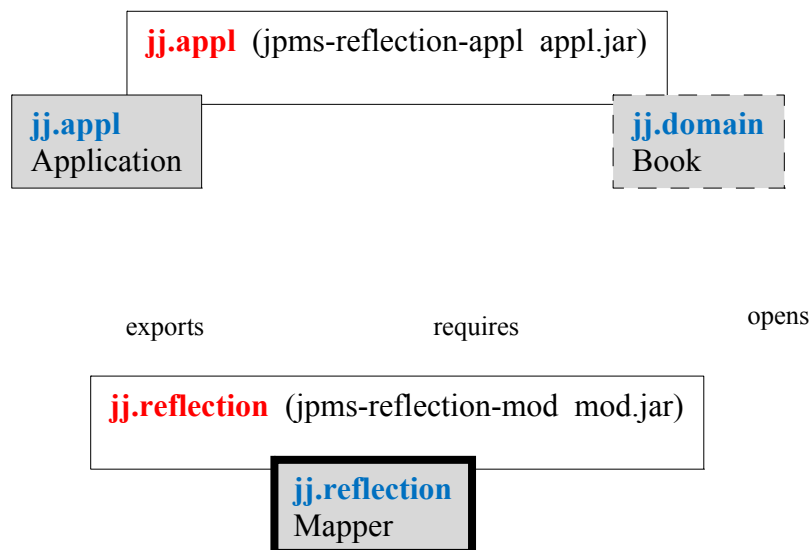 jj.appl (jpms-reflection-appl appl.jar)
jj.appl
Application
jj.domain
Book
exports
requires
opens
jj.reflection (jpms-reflection-mod mod.jar)
jj.reflection
Mapper